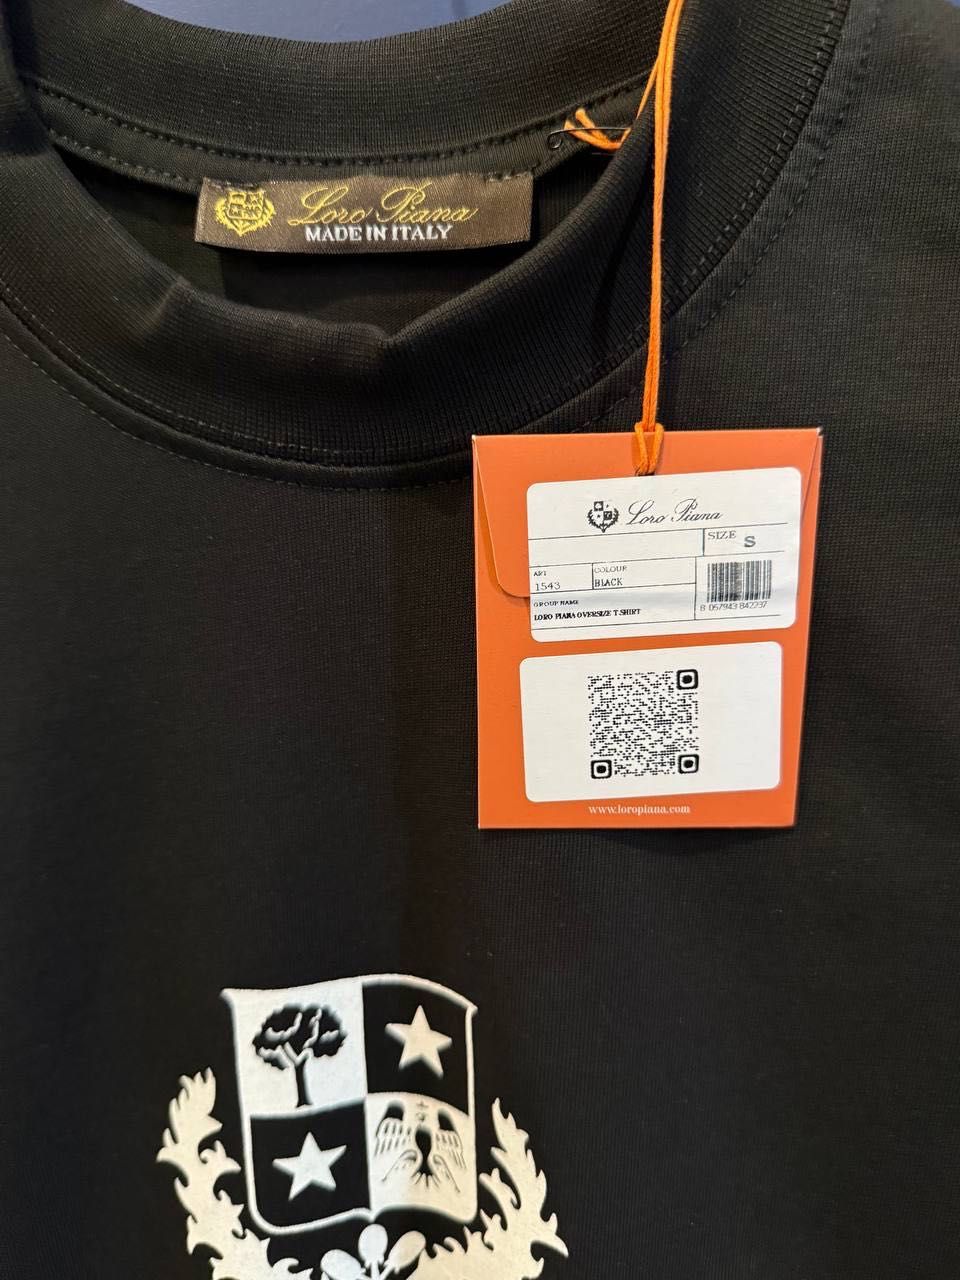 Loro Piana
MADE IN ITALY
Loro Piana
SIZE S
ART
1543
COLOUR
BLACK
GROUP NAME
LORO PIANA OVERSIZE T-SHIRT
8 057943 842237
www.loropiana.com